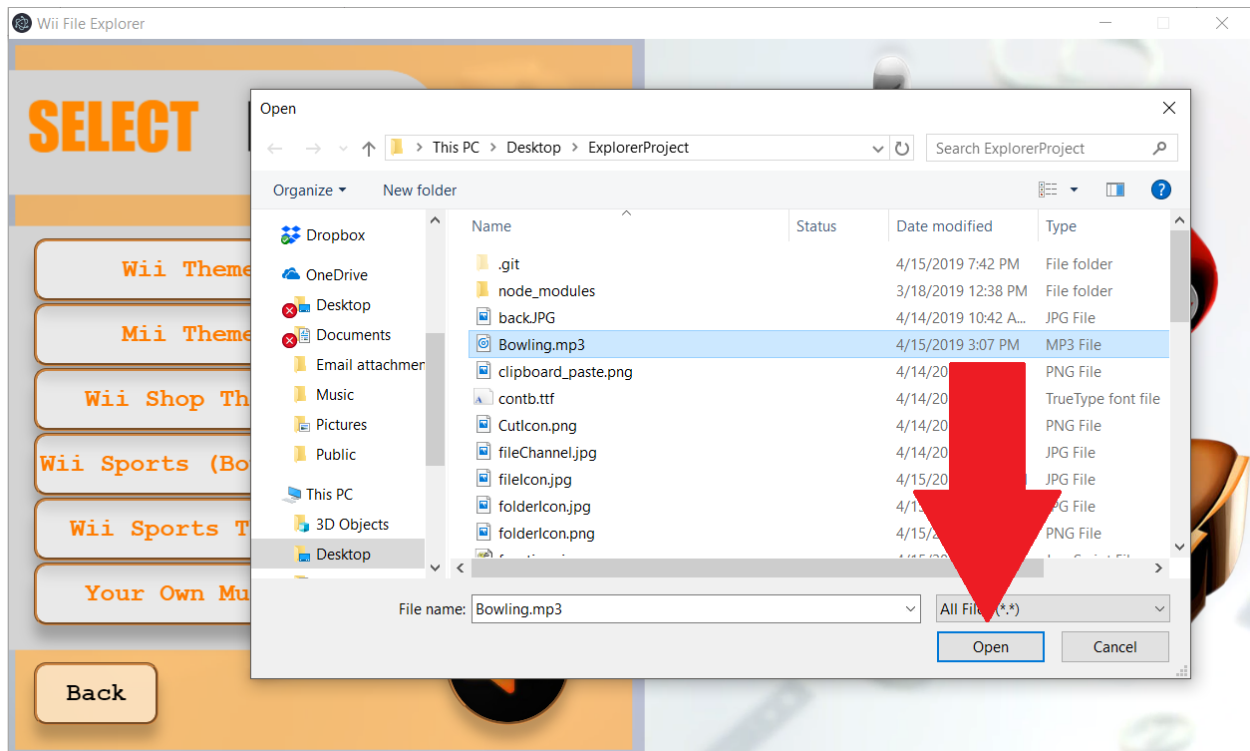 Wii File Explorer
SELECT
Open
This PC > Desktop > ExplorerProject
Search ExplorerProject
Organize
New folder
?
Name Status Date modified Type
Dropbox
OneDrive
Desktop
Documents
Email attachmen
Music
Pictures
Public
This PC
3D Objects
Desktop
.git 4/15/2019 7:42 PM File folder
node_modules 3/18/2019 12:38 PM File folder
back.JPG 4/14/2019 10:42 A... JPG File
Bowling.mp3 4/15/2019 3:07 PM MP3 File
clipboard_paste.png 4/14/20 PNG File
contb.ttf 4/14/20 TrueType font file
CutIcon.png 4/14/20 PNG File
fileChannel.jpg 4/14/20 JPG File
fileIcon.jpg 4/15/20 JPG File
folderIcon.jpg 4/15 PG File
folderIcon.png 4/15/2 PNG File
File name: Bowling.mp3
All File (*.*)
Open
Cancel
Wii Theme
Mii Theme
Wii Shop Th
Wii Sports (Bo
Wii Sports T
Your Own Mu
Back